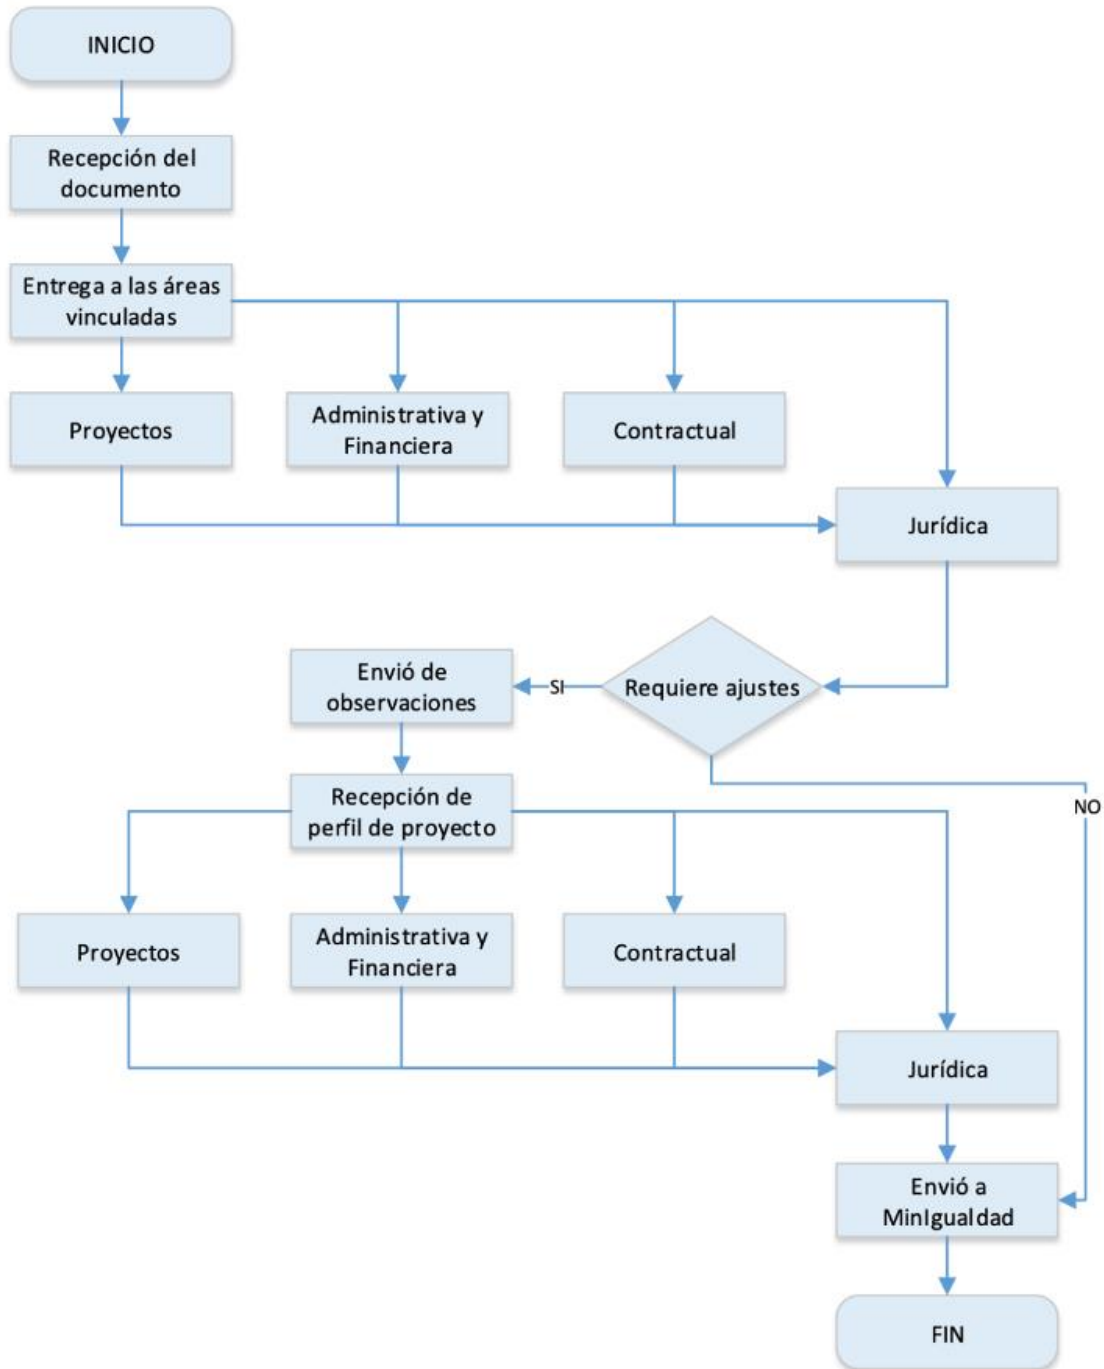 INICIO
Recepción del
documento
Entrega a las áreas
vinculadas
Proyectos
Administrativa y
Financiera
Contractual
Jurídica
Requiere ajustes
SI
Envió de
observaciones
NO
Recepción de
perfil de proyecto
Proyectos
Administrativa y
Financiera
Contractual
Jurídica
Envió a
MinIgualdad
FIN